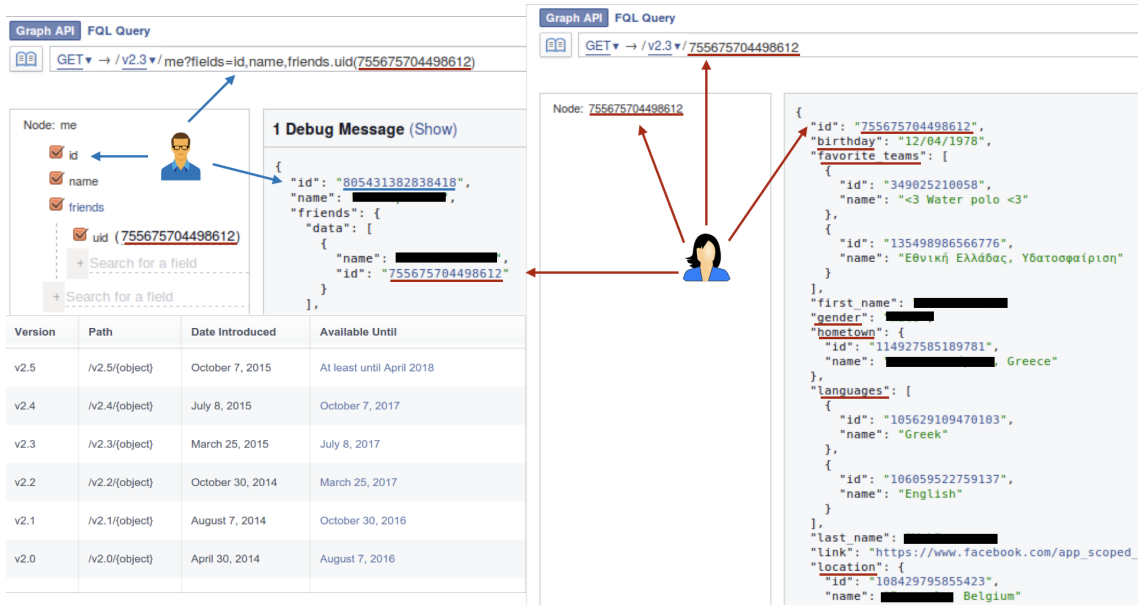 Graph API FQL Query
GET ▾ → / v2.3 ▾ / me?fields=id,name,friends.uid(755675704498612)
Node: me
id
name
friends
uid (755675704498612)
+ Search for a field
+ Search for a field
1 Debug Message (Show)
{
"id": "805431382838418",
"name": ",
"friends": {
"data": [
{
"name": ",
"id": "755675704498612"
}
],
Version Path Date Introduced Available Until
v2.5 /v2.5/{object} October 7, 2015 At least until April 2018
v2.4 /v2.4/{object} July 8, 2015 October 7, 2017
v2.3 /v2.3/{object} March 25, 2015 July 8, 2017
v2.2 /v2.2/{object} October 30, 2014 March 25, 2017
v2.1 /v2.1/{object} August 7, 2014 October 30, 2016
v2.0 /v2.0/{object} April 30, 2014 August 7, 2016
Graph API FQL Query
GET ▾ → / v2.3 ▾ / 755675704498612
Node: 755675704498612
{
"id": "755675704498612",
"birthday": "12/04/1978",
"favorite_teams": [
{
"id": "349025210058",
"name": "<3 Water polo <3"
},
{
"id": "135498986566776",
"name": "Εθνική Ελλάδας, Υδατοσφαίριση"
}
],
"first_name":
"gender": ,
"hometown": {
"id": "114927585189781",
"name": , Greece"
},
"languages": [
{
"id": "105629109470103",
"name": "Greek"
},
{
"id": "106059522759137",
"name": "English"
}
],
"last_name":
"link": "https://www.facebook.com/app_scoped_
"location": {
"id": "108429795855423",
"name": Belgium"